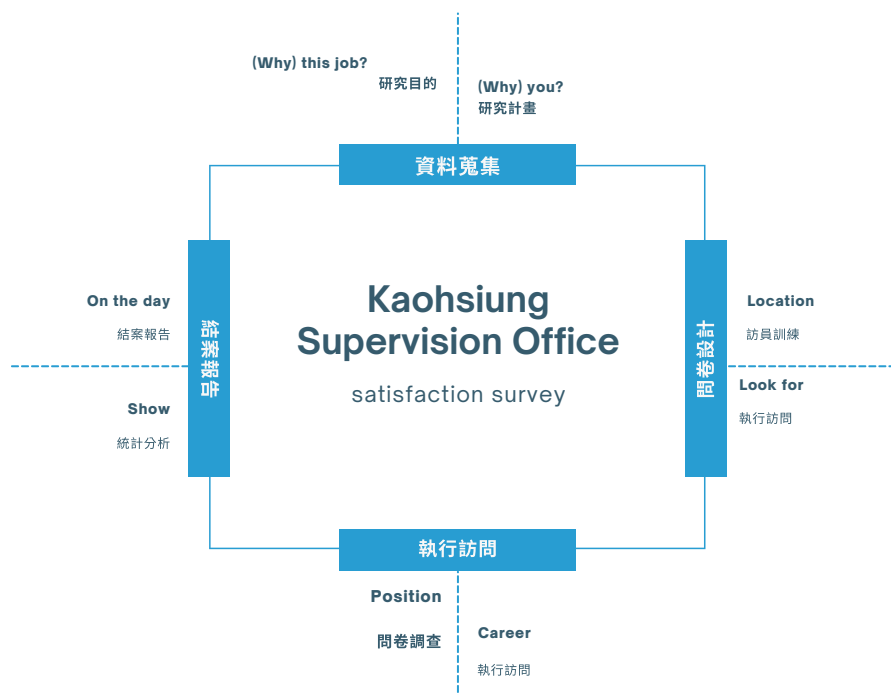 (Why) this job?
研究目的
(Why) you?
研究計畫
資料蒐集
On the day
結案報告
Show
統計分析
結案報告
Kaohsiung
Supervision Office
satisfaction survey
問卷設計
Location
訪員訓練
Look for
執行訪問
執行訪問
Position
問卷調查
Career
執行訪問